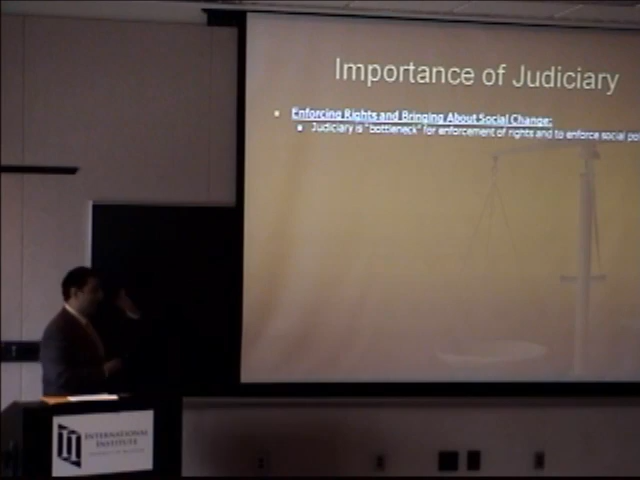 Importance of Judiciary
Enforcing Rights and Bringing About Social Change:
Judiciary is "bottleneck" for enforcement of rights and to enforce social
INTERNATIONAL
INSTITUTE